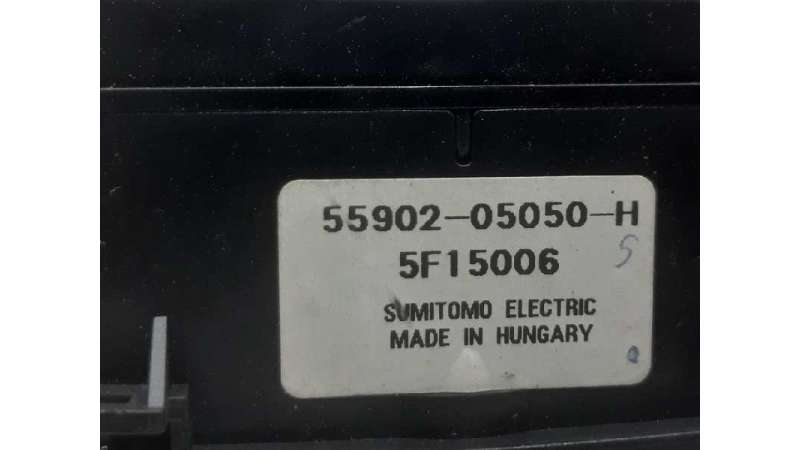 55902-05050-H
5F15006
S
SUMITOMO ELECTRIC
MADE IN HUNGARY